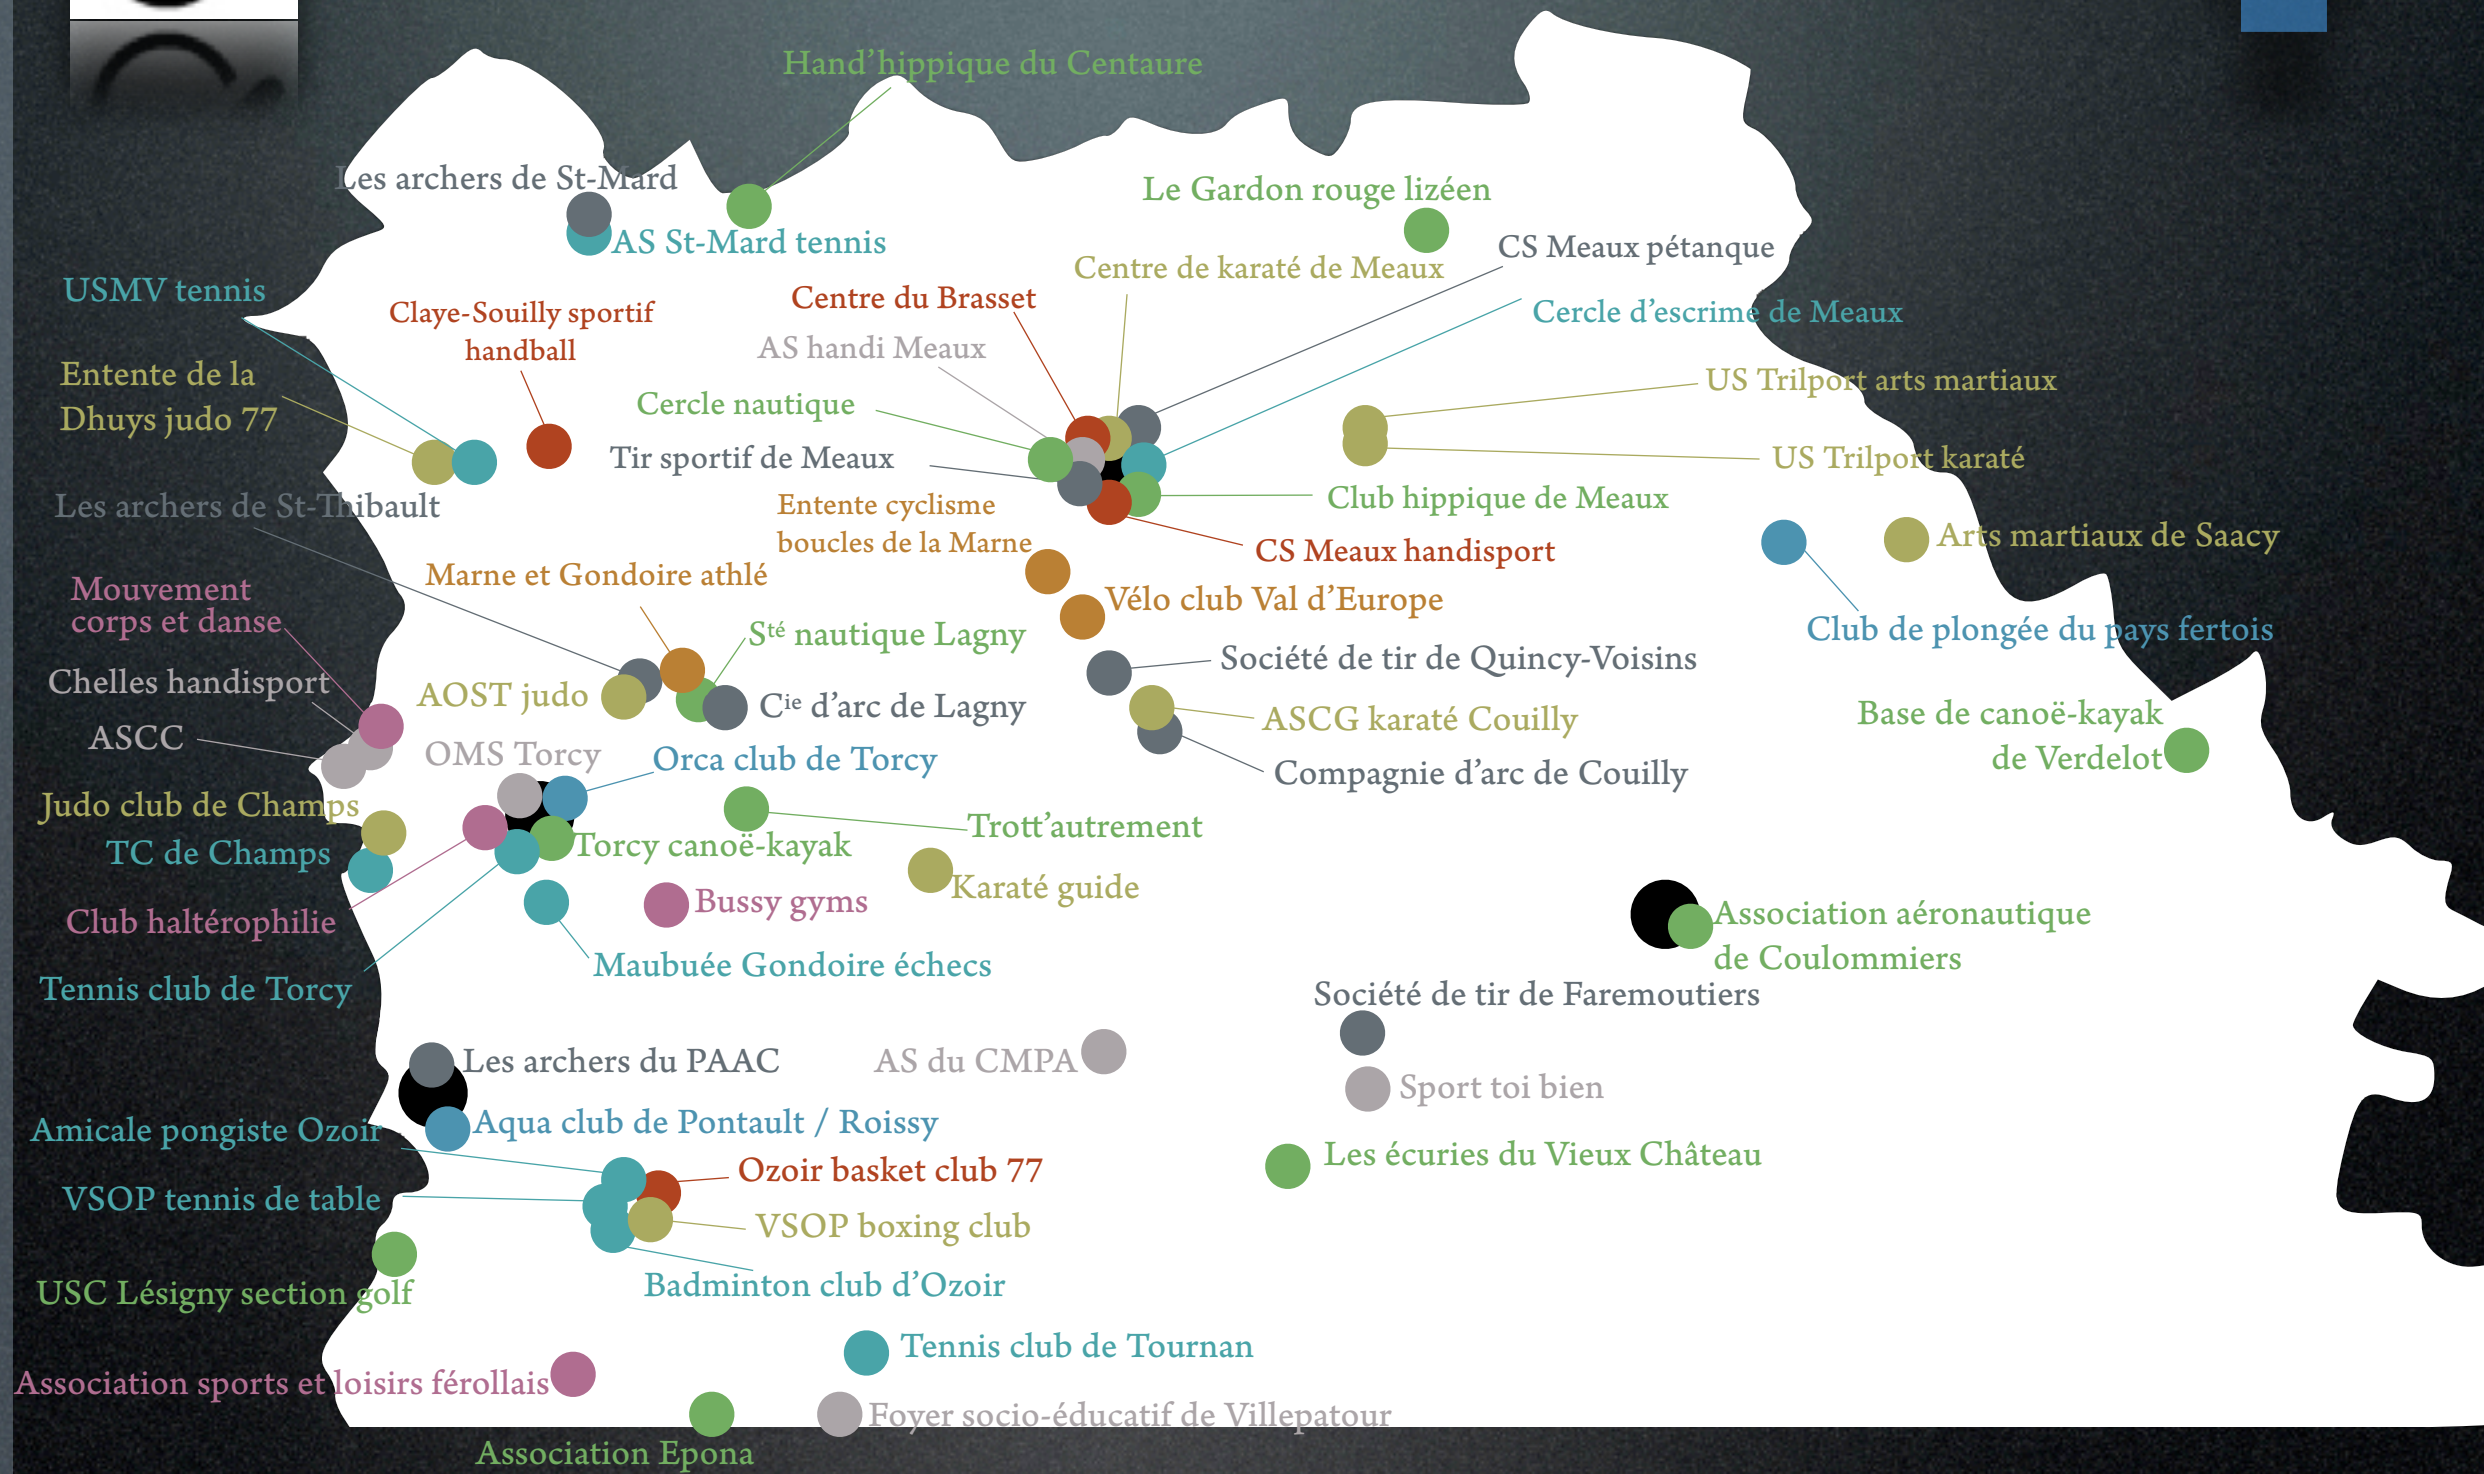 Hand’hippique du Centaure
Les archers de St-Mard
Le Gardon rouge lizéen
AS St-Mard tennis
CS Meaux pétanque
Centre de karaté de Meaux
USMV tennis
Centre du Brasset
Claye-Souilly sportif
handball
Cercle d’escrime de Meaux
AS handi Meaux
Entente de la
Dhuys judo 77
US Trilport arts martiaux
Cercle nautique
Tir sportif de Meaux
US Trilport karaté
Les archers de St-Thibault
Entente cyclisme
boucles de la Marne
Club hippique de Meaux
CS Meaux handisport
Arts martiaux de Saacy
Marne et Gondoire athlé
Mouvement
corps et danse
Vélo club Val d’Europe
Club de plongée du pays fertois
Sté nautique Lagny
Société de tir de Quincy-Voisins
Chelles handisport
AOST judo
Cie d’arc de Lagny
ASCG karaté Couilly
Base de canoë-kayak
de Verdelot
ASCC
OMS Torcy
Orca club de Torcy
Compagnie d’arc de Couilly
Judo club de Champs
Trott’autrement
TC de Champs
Torcy canoë-kayak
Karaté guide
Bussy gyms
Club haltérophilie
Association aéronautique
de Coulommiers
Maubuée Gondoire échecs
Tennis club de Torcy
Société de tir de Faremoutiers
Les archers du PAAC
AS du CMPA
Sport toi bien
Amicale pongiste Ozoir
Aqua club de Pontault / Roissy
Les écuries du Vieux Château
Ozoir basket club 77
VSOP tennis de table
VSOP boxing club
USC Lésigny section golf
Badminton club d’Ozoir
Tennis club de Tournan
Association sports et loisirs férollais
Foyer socio-éducatif de Villepatour
Association Epona